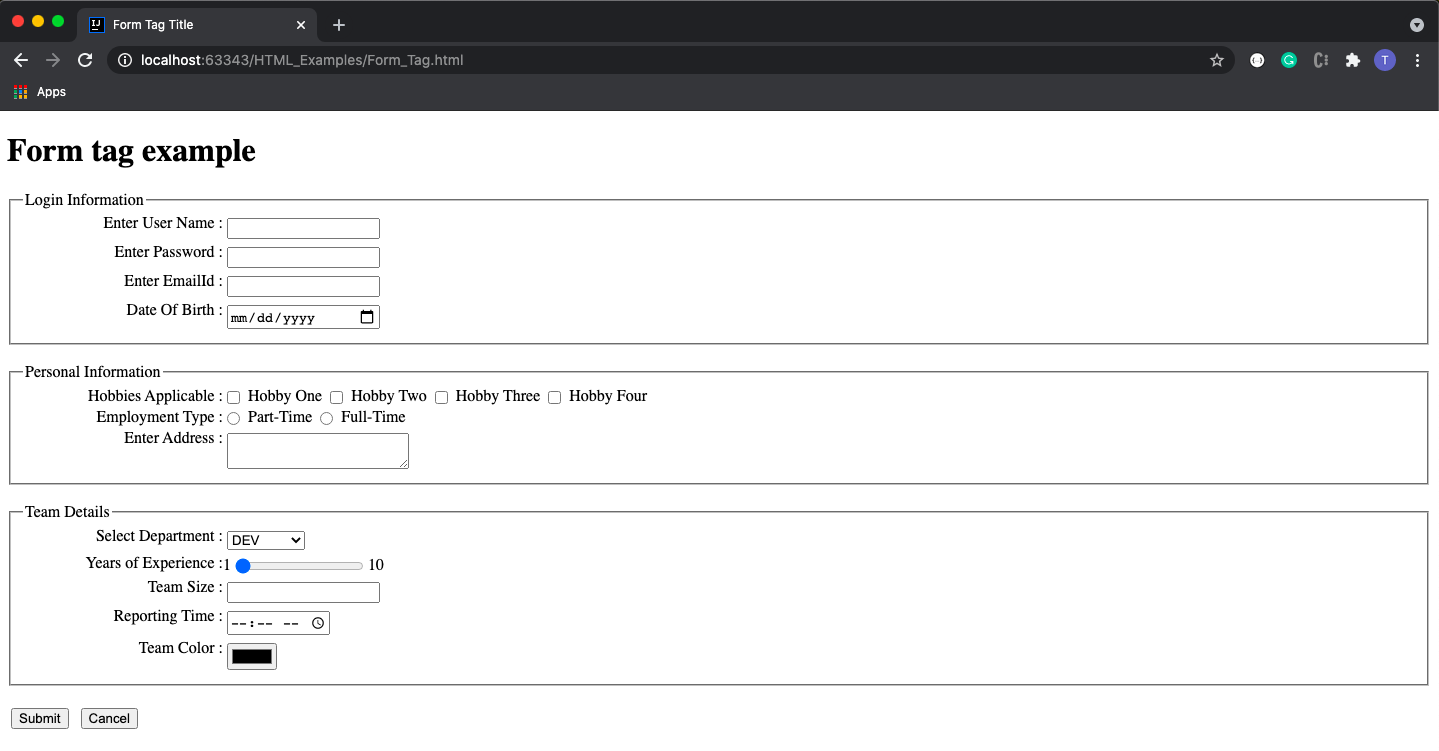 IJ Form Tag Title
localhost:63343/HTML_Examples/Form_Tag.html T
Apps
Form tag example
Login Information
Enter User Name :
Enter Password :
Enter EmailId :
Date Of Birth : mm/dd/yyyy
Personal Information
Hobbies Applicable : Hobby One Hobby Two Hobby Three Hobby Four
Employment Type : Part-Time Full-Time
Enter Address :
Team Details
Select Department : DEV
Years of Experience :1 10
Team Size :
Reporting Time : --:-- --
Team Color :
Submit Cancel